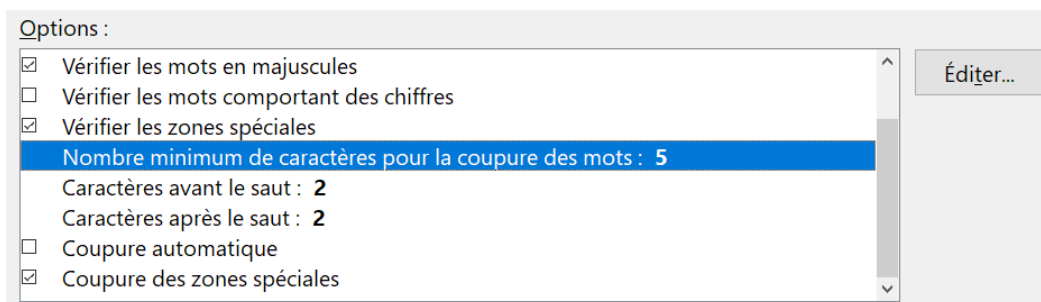 Options :
Vérifier les mots en majuscules
Éditer...
Vérifier les mots comportant des chiffres
Vérifier les zones spéciales
Nombre minimum de caractères pour la coupure des mots : 5
Caractères avant le saut : 2
Caractères après le saut : 2
Coupure automatique
Coupure des zones spéciales